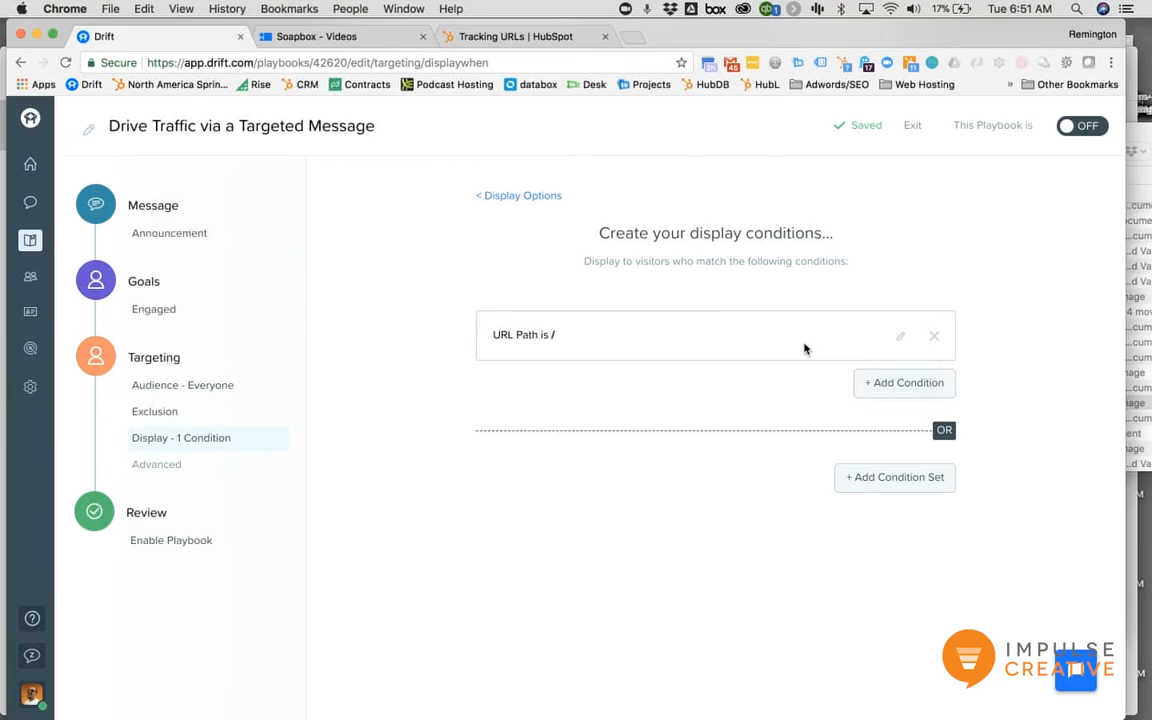 Chrome File Edit View History Bookmarks People Window Help box 1 17% Tue 6:51 AM
Drift Soapbox - Videos Tracking URLs | HubSpot Remington
Secure https://app.drift.com/playbooks/42620/edit/targeting/displaywhen
Apps Drift North America Sprin... Rise CRM Contracts Podcast Hosting databox Desk Projects HubDB HubL Adwords/SEO Web Hosting » Other Bookmarks
Drive Traffic via a Targeted Message Saved Exit This Playbook is OFF
< Display Options
Message
Announcement
Create your display conditions...
Display to visitors who match the following conditions:
Goals
Engaged
URL Path is /
Targeting
Audience - Everyone
+ Add Condition
Exclusion
Display - 1 Condition
OR
Advanced
+ Add Condition Set
Review
Enable Playbook
IMPULSE
CREATIVE